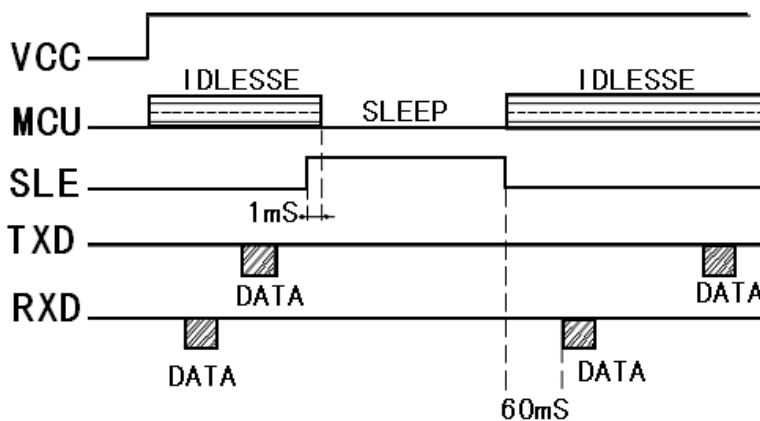 VCC
IDLESSE IDLESSE
MCU SLEEP
SLE
1mS
TXD
DATA DATA
RXD
DATA DATA
60mS